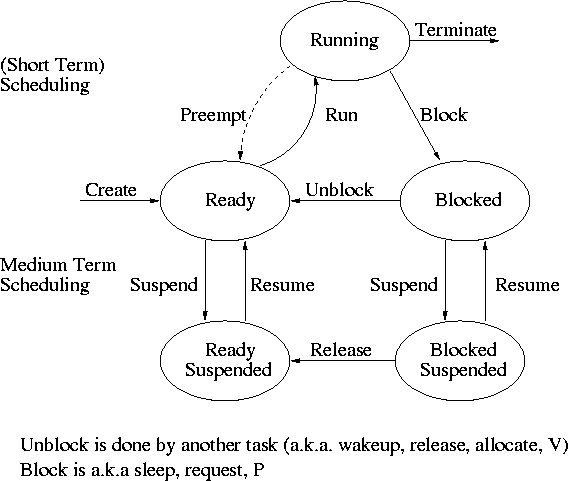 Running
Terminate
(Short Term)
Scheduling
Preempt
Run
Block
Create
Ready
Unblock
Blocked
Medium Term
Scheduling
Suspend
Resume
Suspend
Resume
Ready
Suspended
Release
Blocked
Suspended
Unblock is done by another task (a.k.a. wakeup, release, allocate, V)
Block is a.k.a sleep, request, P